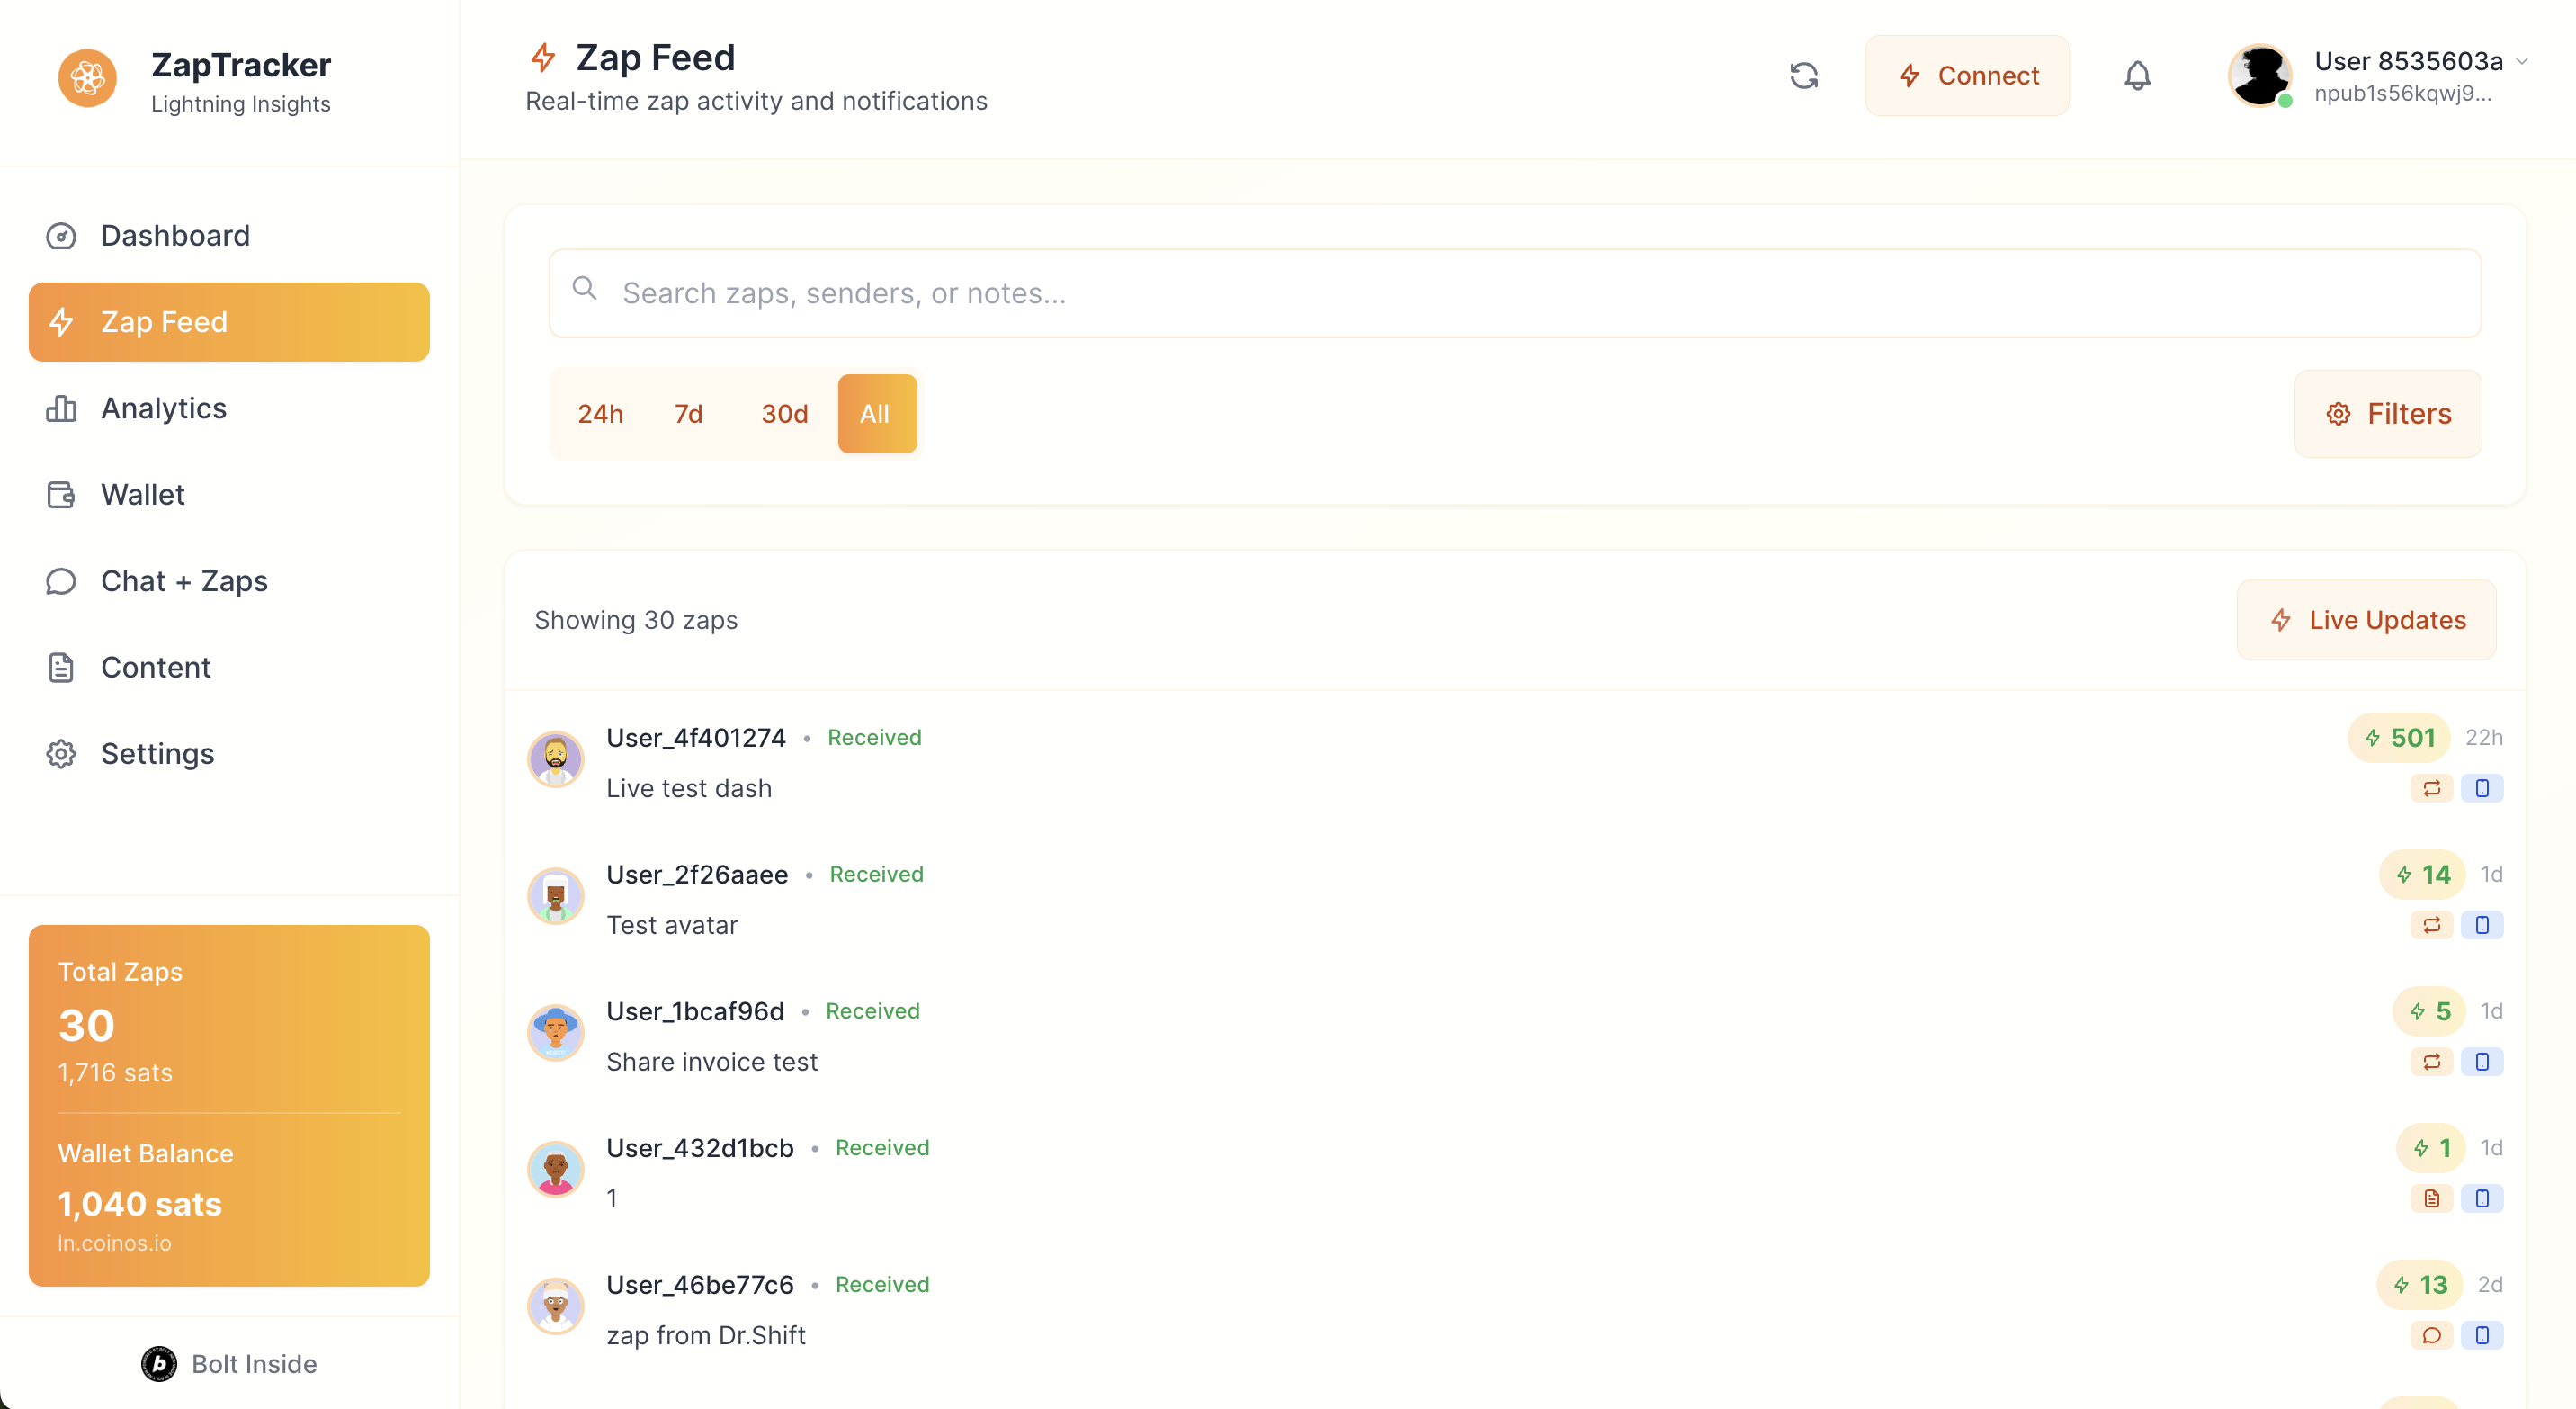 ZapTracker
Lightning Insights
Dashboard
Zap Feed
Analytics
Wallet
Chat + Zaps
Content
Settings
Total Zaps
30
1,716 sats
Wallet Balance
1,040 sats
ln.coinos.io
Bolt Inside
Zap Feed
Real-time zap activity and notifications
Connect
User 8535603a
npub1s56kqwj9...
Search zaps, senders, or notes...
24h 7d 30d All
Filters
Showing 30 zaps
Live Updates
User_4f401274 • Received
501 22h
Live test dash
User_2f26aaee • Received
14 1d
Test avatar
User_1bcaf96d • Received
5 1d
Share invoice test
User_432d1bcb • Received
1 1d
1
User_46be77c6 • Received
13 2d
zap from Dr.Shift